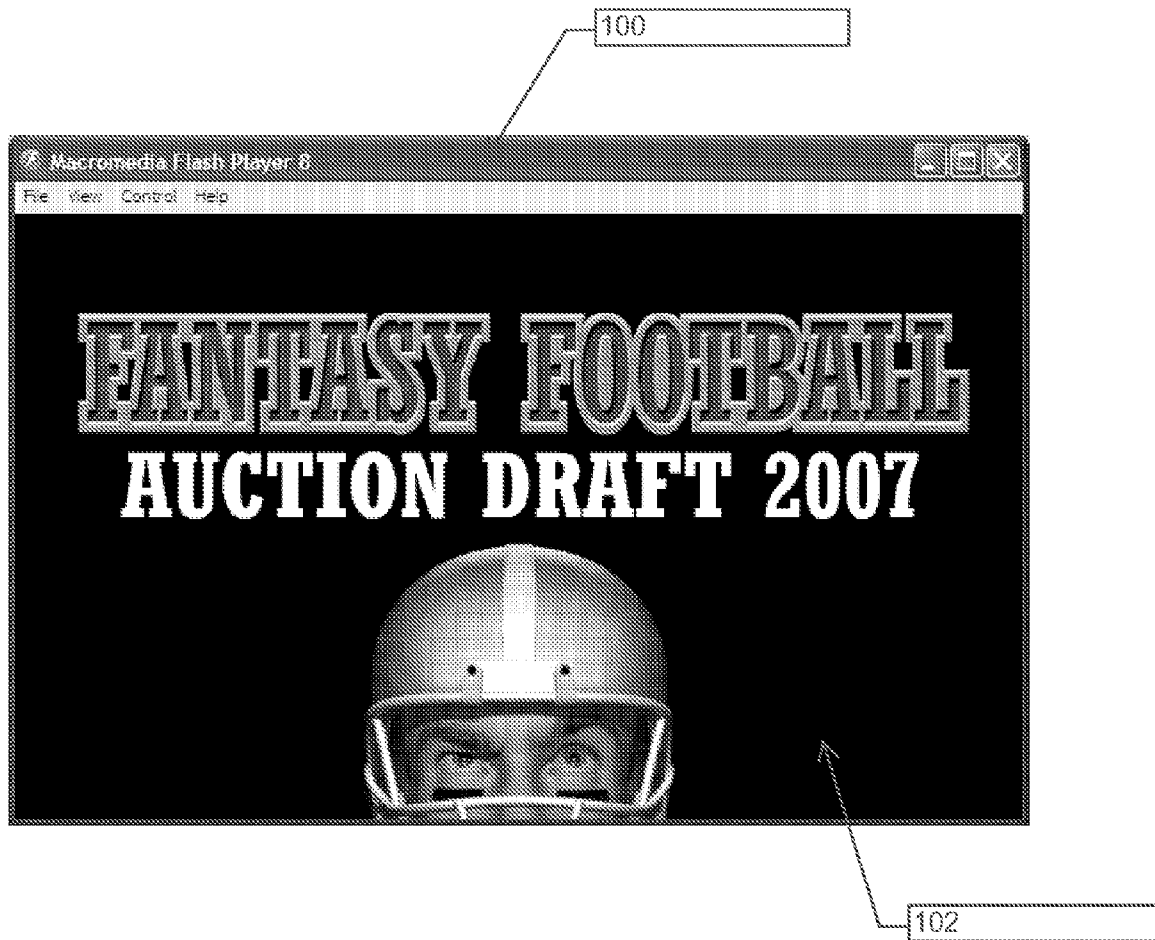 100
Macromedia Flash Player 8
File View Control Help
FANTASY FOOTBALL
AUCTION DRAFT 2007
102